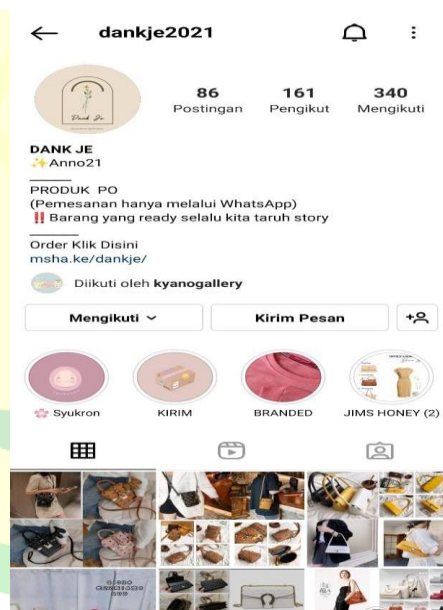 dankje2021
86 161 340
Postingan Pengikut Mengikuti
Dank Je
DANK JE
✨Anno21
PRODUK PO
(Pemesanan hanya melalui WhatsApp)
‼️ Barang yang ready selalu kita taruh story
Order Klik Disini
msha.ke/dankje/
Diikuti oleh kyanogallery
Mengikuti Kirim Pesan
🌸 Syukron KIRIM BRANDED JIMS HONEY (2)